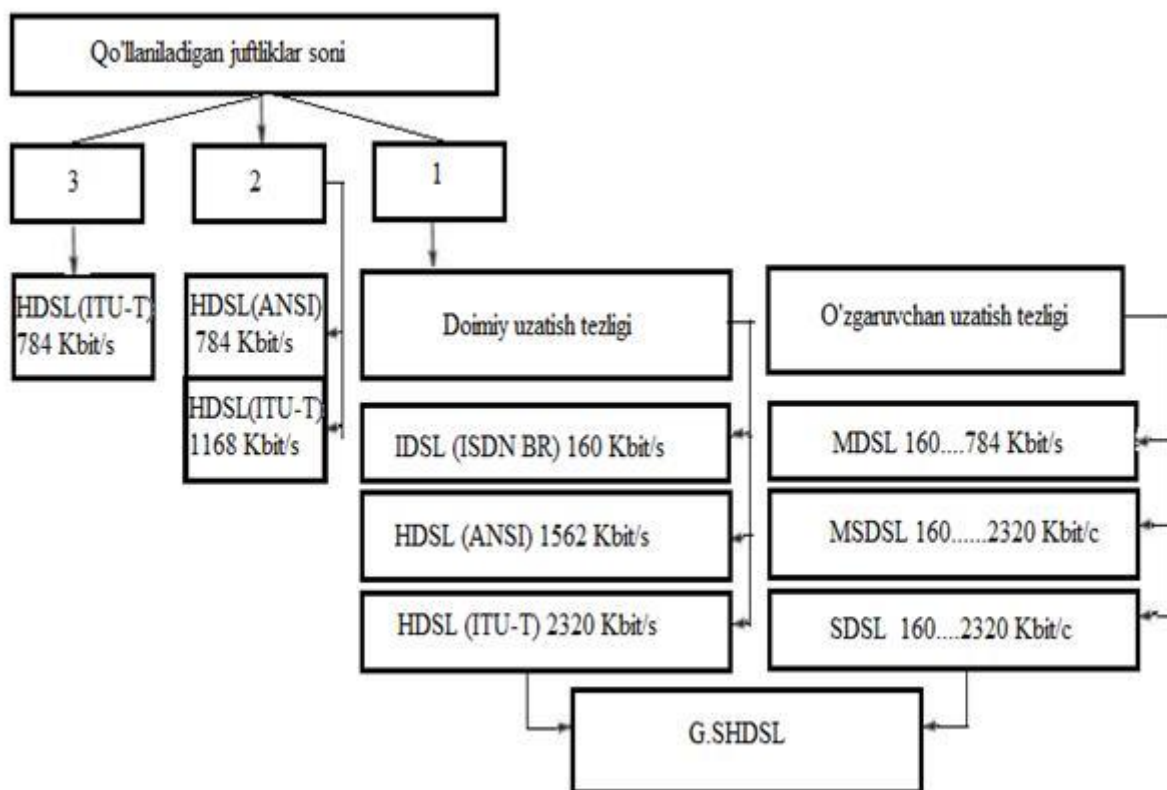 Qo'llaniladigan juftliklar soni
3
2
1
HDSL(ITU-T)
784 Kbit/s
HDSL(ANSI)
784 Kbit/s
HDSL(ITU-T)
1168 Kbit/s
Doimiy uzatish tezligi
O'zgaruvchan uzatish tezligi
IDSL (ISDN BR) 160 Kbit/s
MDSL 160....784 Kbit/s
HDSL (ANSI) 1562 Kbit/s
MSDSL 160......2320 Kbit/c
HDSL (ITU-T) 2320 Kbit/s
SDSL 160....2320 Kbit/c
G.SHDSL